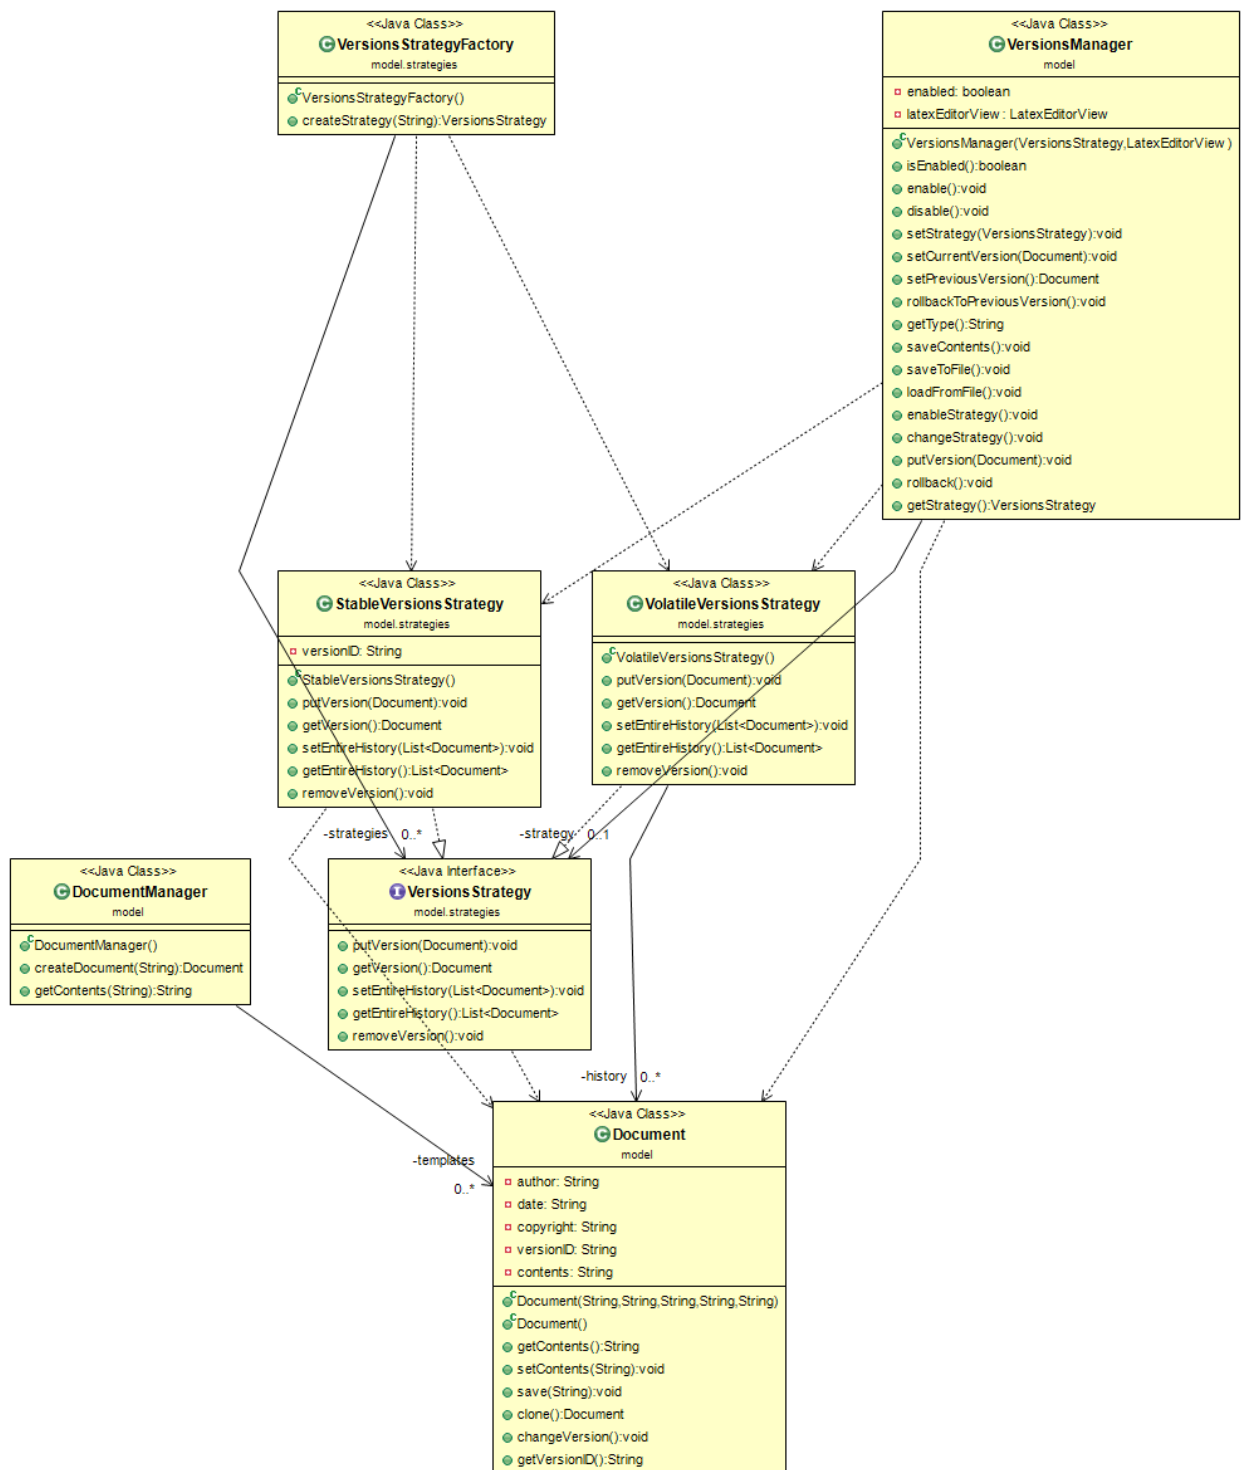 <<Java Class>>
VersionsStrategyFactory
model.strategies
VersionsStrategyFactory()
createStrategy(String):VersionsStrategy
<<Java Class>>
VersionsManager
model
enabled: boolean
latexEditorView: LatexEditorView
VersionsManager(VersionsStrategy,LatexEditorView)
isEnabled():boolean
enable():void
disable():void
setStrategy(VersionsStrategy):void
setCurrentVersion(Document):void
setPreviousVersion():Document
rollbackToPreviousVersion():void
getType():String
saveContents():void
saveToFile():void
loadFromFile():void
enableStrategy():void
changeStrategy():void
putVersion(Document):void
rollback():void
getStrategy():VersionsStrategy
<<Java Class>>
StableVersionsStrategy
model.strategies
versionID: String
StableVersionsStrategy()
putVersion(Document):void
getVersion():Document
setEntireHistory(List<Document>):void
getEntireHistory():List<Document>
removeVersion():void
<<Java Class>>
VolatileVersionsStrategy
model.strategies
VolatileVersionsStrategy()
putVersion(Document):void
getVersion():Document
setEntireHistory(List<Document>):void
getEntireHistory():List<Document>
removeVersion():void
-strategies 0..*
-strategy 0..1
<<Java Class>>
DocumentManager
model
DocumentManager()
createDocument(String):Document
getContents(String):String
<<Java Interface>>
VersionsStrategy
model.strategies
putVersion(Document):void
getVersion():Document
setEntireHistory(List<Document>):void
getEntireHistory():List<Document>
removeVersion():void
-history 0..*
-templates
0..*
<<Java Class>>
Document
model
author: String
date: String
copyright: String
versionID: String
contents: String
Document(String,String,String,String,String)
Document()
getContents():String
setContents(String):void
save(String):void
clone():Document
changeVersion():void
getVersionID():String